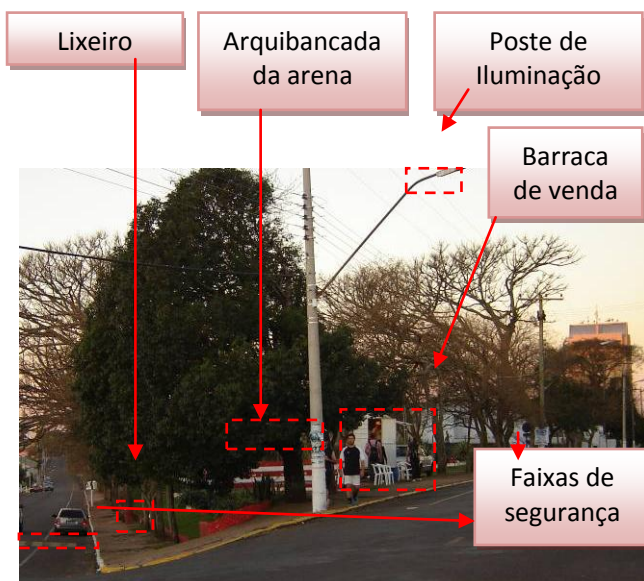 Lixeiro
Arquibancada
da arena
Poste de
Iluminação
Barraca
de venda
Faixas de
segurança